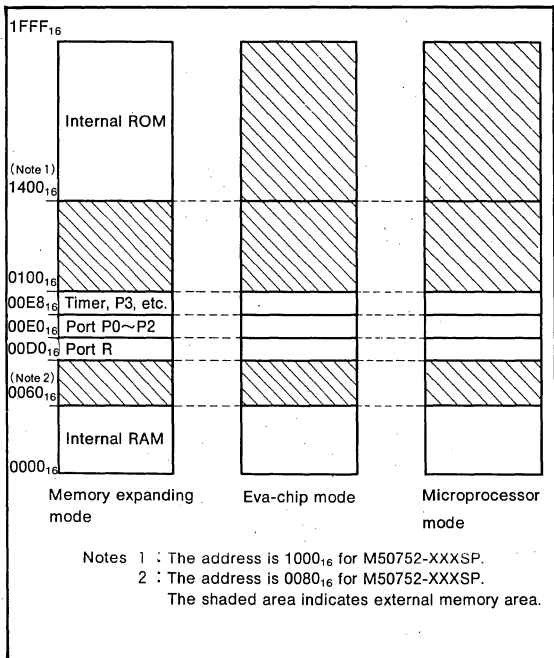 1FFF₁₆
Internal ROM
(Note 1)
1400₁₆
0100₁₆
00E8₁₆ Timer, P3, etc.
00E0₁₆ Port P0~P2
00D0₁₆ Port R
(Note 2)
0060₁₆
Internal RAM
0000₁₆
Memory expanding mode
Eva-chip mode
Microprocessor mode
Notes 1 : The address is 1000₁₆ for M50752-XXXSP.
2 : The address is 0080₁₆ for M50752-XXXSP.
The shaded area indicates external memory area.